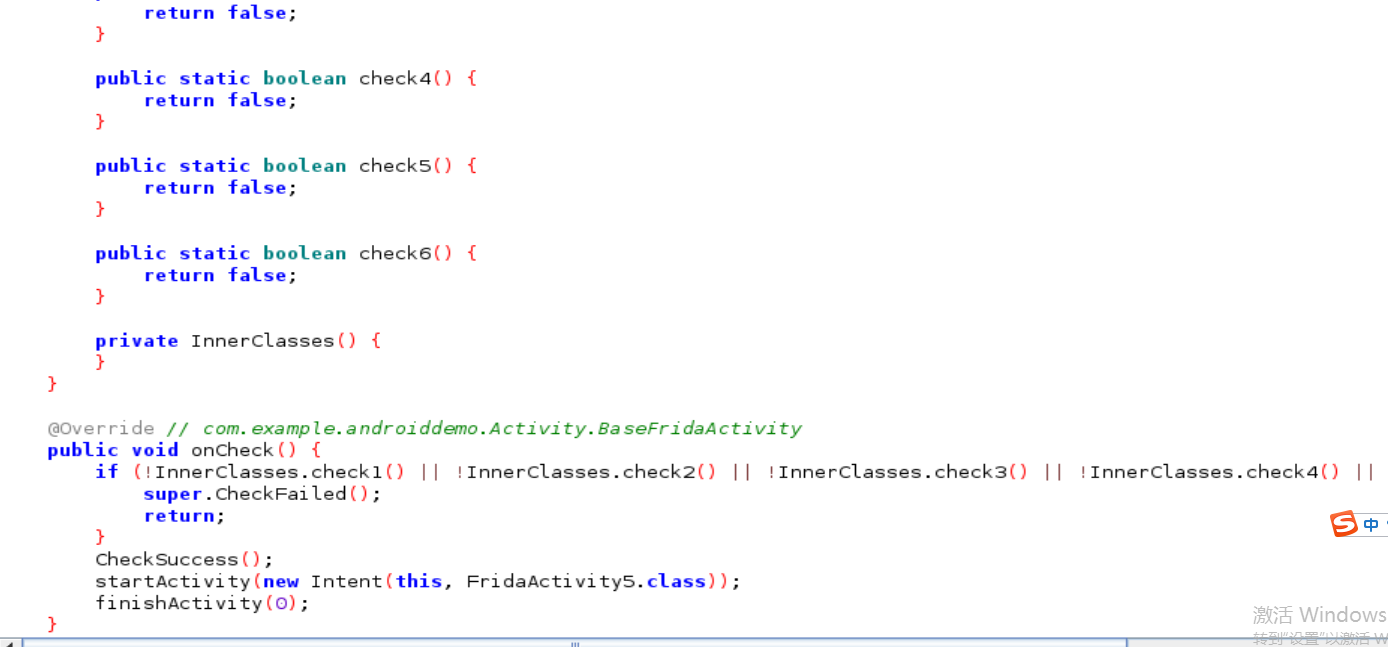 return false;
}
public static boolean check4() {
return false;
}
public static boolean check5() {
return false;
}
public static boolean check6() {
return false;
}
private InnerClasses() {
}
}
@Override // com.example.androiddemo.Activity.BaseFridaActivity
public void onCheck() {
if (!InnerClasses.check1() || !InnerClasses.check2() || !InnerClasses.check3() || !InnerClasses.check4() ||
super.CheckFailed();
return;
}
CheckSuccess();
startActivity(new Intent(this, FridaActivity5.class));
finishActivity(0);
}
S 中
激活 Windows
转到"设置"以激活 W